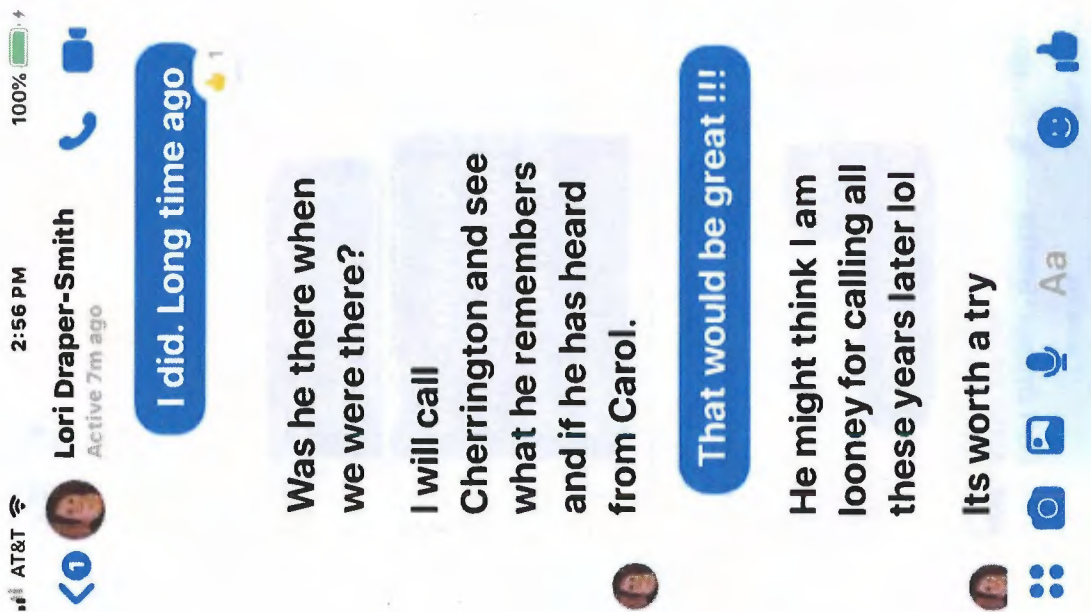 AT&T 2:56 PM 100%
1
Lori Draper-Smith
Active 7m ago
I did. Long time ago
1
Was he there when
we were there?
I will call
Cherrington and see
what he remembers
and if he has heard
from Carol.
That would be great !!!
He might think I am
looney for calling all
these years later lol
Its worth a try
Aa